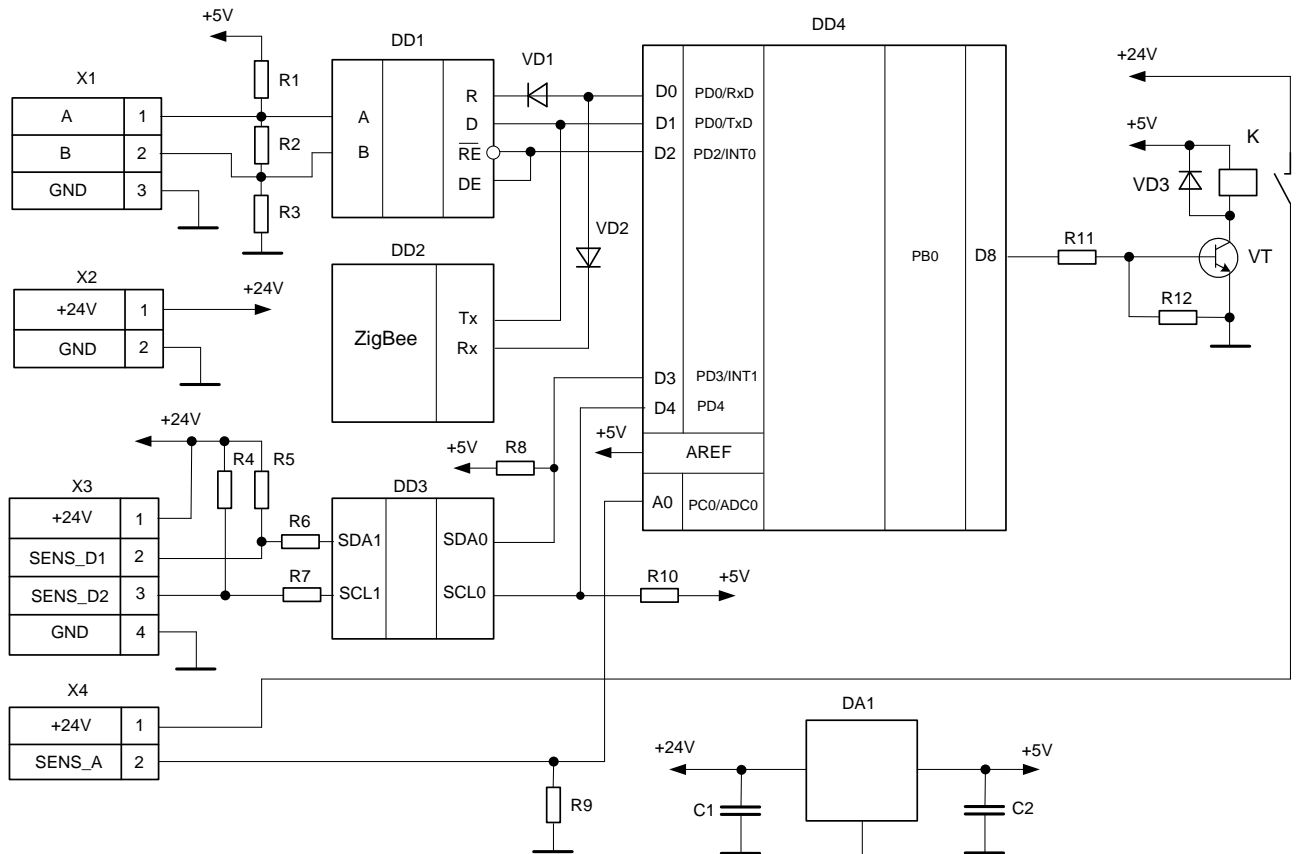 +5V
DD1
DD4
X1
R1
VD1
+24V
A 1
B 2
GND 3
R2
R3
A
B
R
D
RE
DE
D0 PD0/RxD
D1 PD0/TxD
D2 PD2/INT0
+5V
K
VD3
X2
+24V 1
GND 2
+24V
DD2
ZigBee
Tx
Rx
VD2
PB0 D8
R11
VT
R12
D3 PD3/INT1
D4 PD4
AREF
A0 PC0/ADC0
+5V
+24V
R4
R5
+5V
R8
X3
+24V 1
SENS_D1 2
SENS_D2 3
GND 4
R6
R7
DD3
SDA1
SCL1
SDA0
SCL0
R10
+5V
X4
+24V 1
SENS_A 2
R9
DA1
+24V
+5V
C1
C2